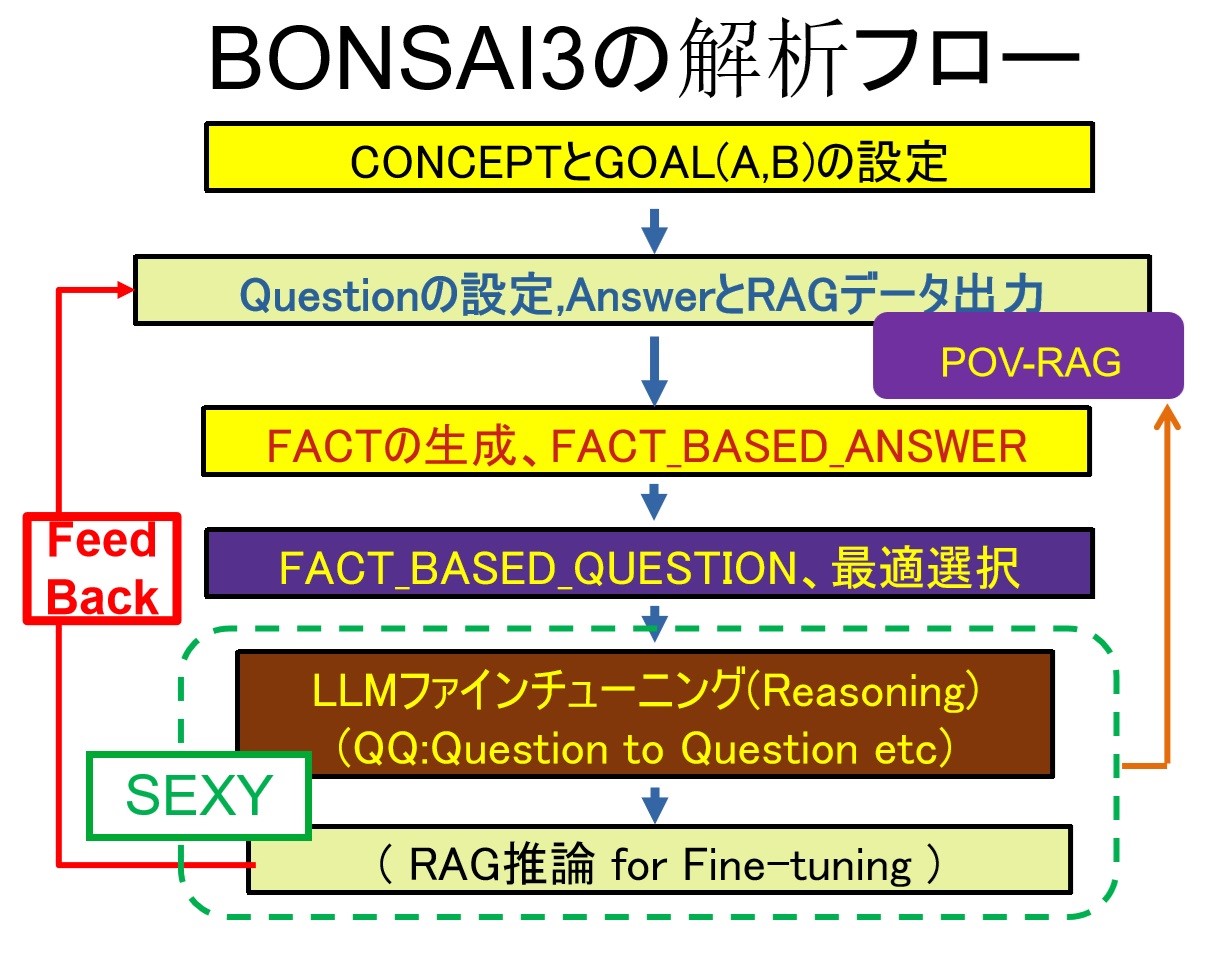 BONSAI3の解析フロー
CONCEPTとGOAL(A,B)の設定
Questionの設定,AnswerとRAGデータ出力
POV-RAG
FACTの生成、FACT_BASED_ANSWER
Feed
Back
FACT_BASED_QUESTION、最適選択
LLMファインチューニング(Reasoning)
(QQ:Question to Question etc)
SEXY
( RAG推論 for Fine-tuning )